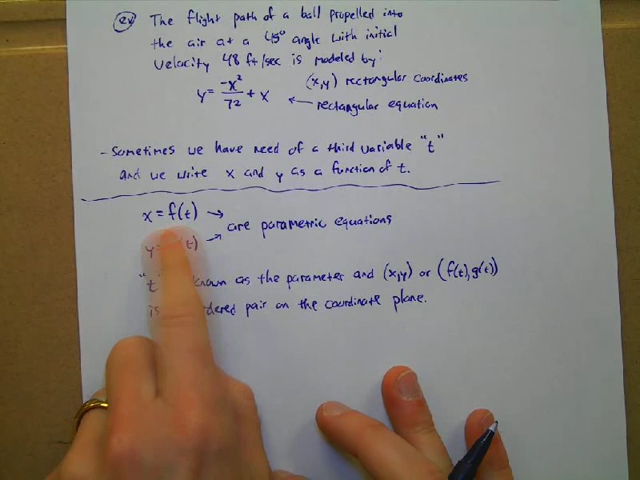 ex The flight path of a ball propelled into
the air at a 45° angle with initial
velocity 48 ft/sec is modeled by:
y = -x²/72 + x (x,y) rectangular coordinates
← rectangular equation
- Sometimes we have need of a third variable "t"
and we write x and y as a function of t.
x = f(t) → are parametric equations
y = (t) →
"t" known as the parameter and (x,y) or (f(t), g(t))
is ordered pair on the coordinate plane.